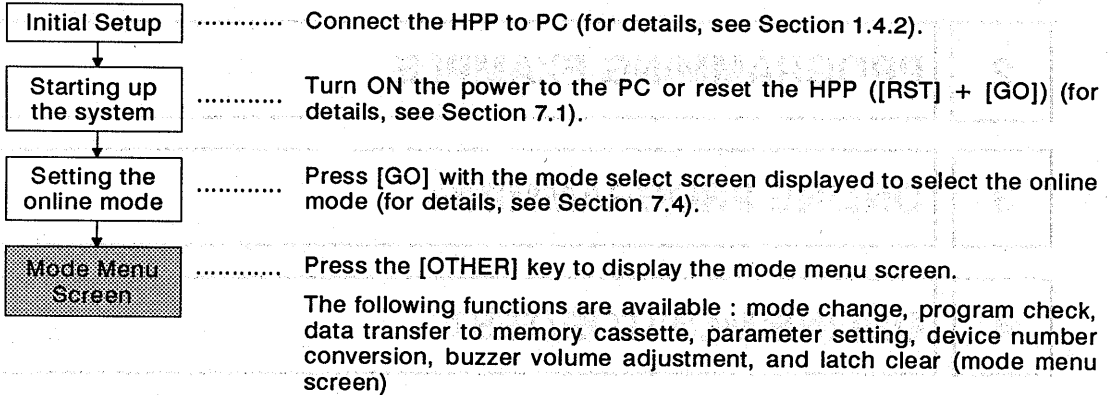 Initial Setup ............ Connect the HPP to PC (for details, see Section 1.4.2).
Starting up
the system ............ Turn ON the power to the PC or reset the HPP ([RST] + [GO]) (for
details, see Section 7.1).
Setting the
online mode ............ Press [GO] with the mode select screen displayed to select the online
mode (for details, see Section 7.4).
Mode Menu
Screen ............ Press the [OTHER] key to display the mode menu screen.
The following functions are available : mode change, program check,
data transfer to memory cassette, parameter setting, device number
conversion, buzzer volume adjustment, and latch clear (mode menu
screen)